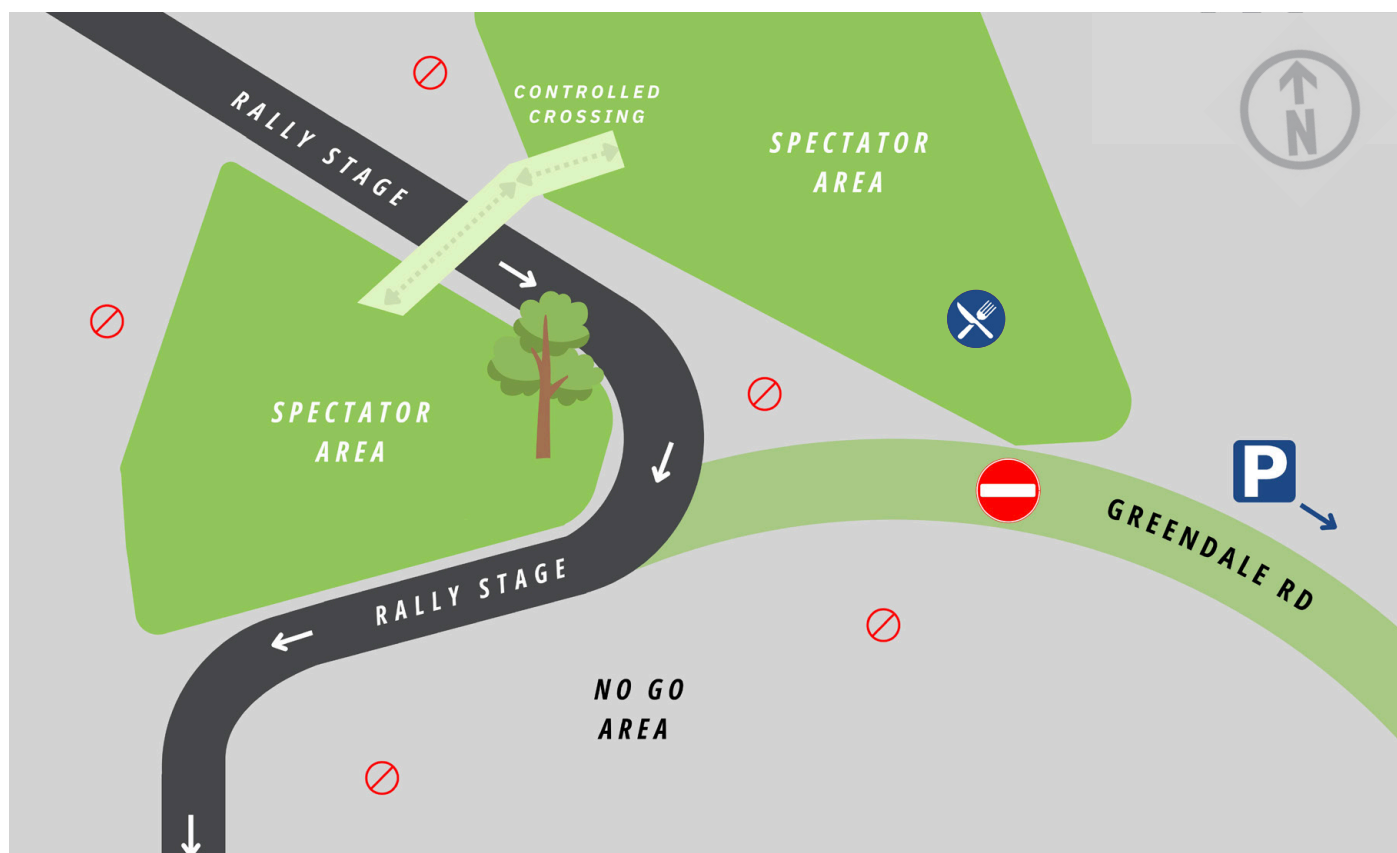 RALLY STAGE
CONTROLLED
CROSSING
SPECTATOR
AREA
N
SPECTATOR
AREA
P
GREENDALE RD
RALLY STAGE
NO GO
AREA